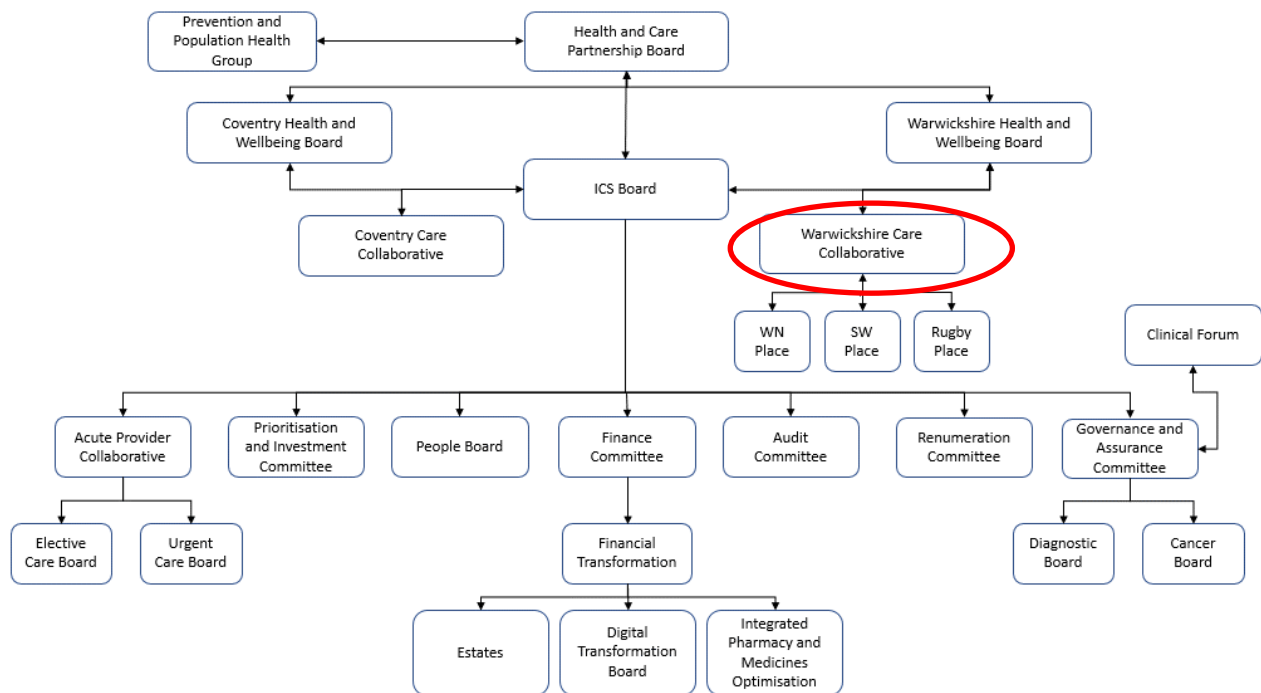 Prevention and
Population Health
Group
Health and Care
Partnership Board
Coventry Health and
Wellbeing Board
Warwickshire Health and
Wellbeing Board
ICS Board
Coventry Care
Collaborative
Warwickshire Care
Collaborative
WN
Place
SW
Place
Rugby
Place
Clinical Forum
Acute Provider
Collaborative
Prioritisation
and Investment
Committee
People Board
Finance
Committee
Audit
Committee
Renumeration
Committee
Governance and
Assurance
Committee
Elective
Care Board
Urgent
Care Board
Financial
Transformation
Diagnostic
Board
Cancer
Board
Estates
Digital
Transformation
Board
Integrated
Pharmacy and
Medicines
Optimisation